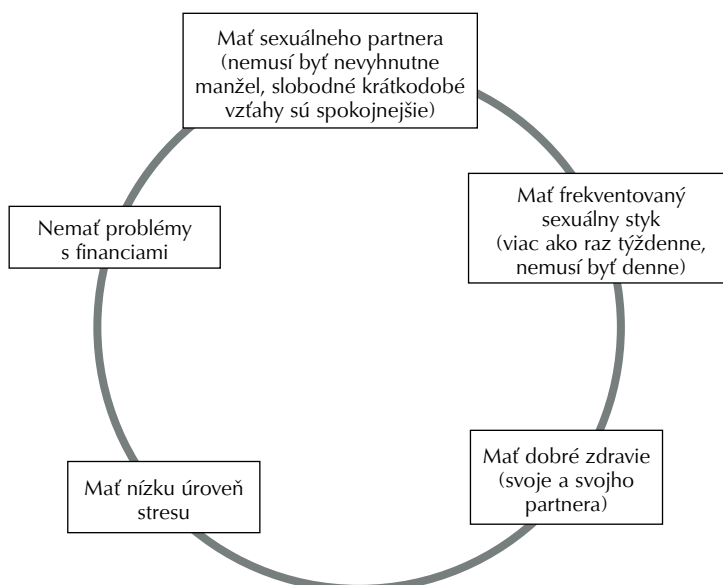 Mať sexuálneho partnera
(nemusí byť nevyhnutne
manžel, slobodné krátkodobé
vzťahy sú spokojnejšie)
Mať frekventovaný
sexuálny styk
(viac ako raz týždenne,
nemusí byť denne)
Mať dobré zdravie
(svoje a svojho
partnera)
Mať nízku úroveň
stresu
Nemať problémy
s financiami